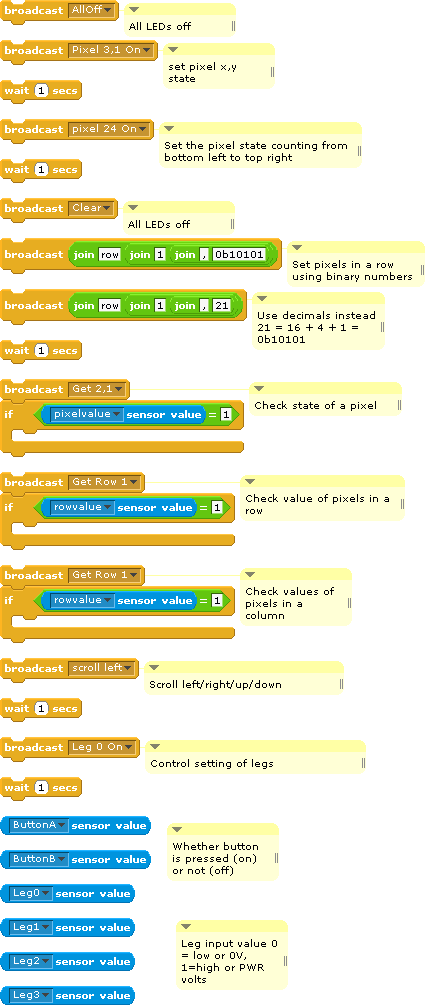 broadcast AllOff
All LEDs off
broadcast Pixel 3,1 On
set pixel x,y
state
wait 1 secs
broadcast pixel 24 On
Set the pixel state counting from
bottom left to top right
wait 1 secs
broadcast Clear
All LEDs off
broadcast join row join 1 join , 0b10101
Set pixels in a row
using binary numbers
broadcast join row join 1 join , 21
Use decimals instead
21 = 16 + 4 + 1 =
0b10101
wait 1 secs
broadcast Get 2,1
Check state of a pixel
if pixelvalue sensor value = 1
broadcast Get Row 1
Check value of pixels in a
row
if rowvalue sensor value = 1
broadcast Get Row 1
Check values of
pixels in a
column
if rowvalue sensor value = 1
broadcast scroll left
Scroll left/right/up/down
wait 1 secs
broadcast Leg 0 On
Control setting of legs
wait 1 secs
ButtonA sensor value
Whether button
is pressed (on)
or not (off)
ButtonB sensor value
Leg0 sensor value
Leg1 sensor value
Leg input value 0
= low or 0V,
1=high or PWR
volts
Leg2 sensor value
Leg3 sensor value